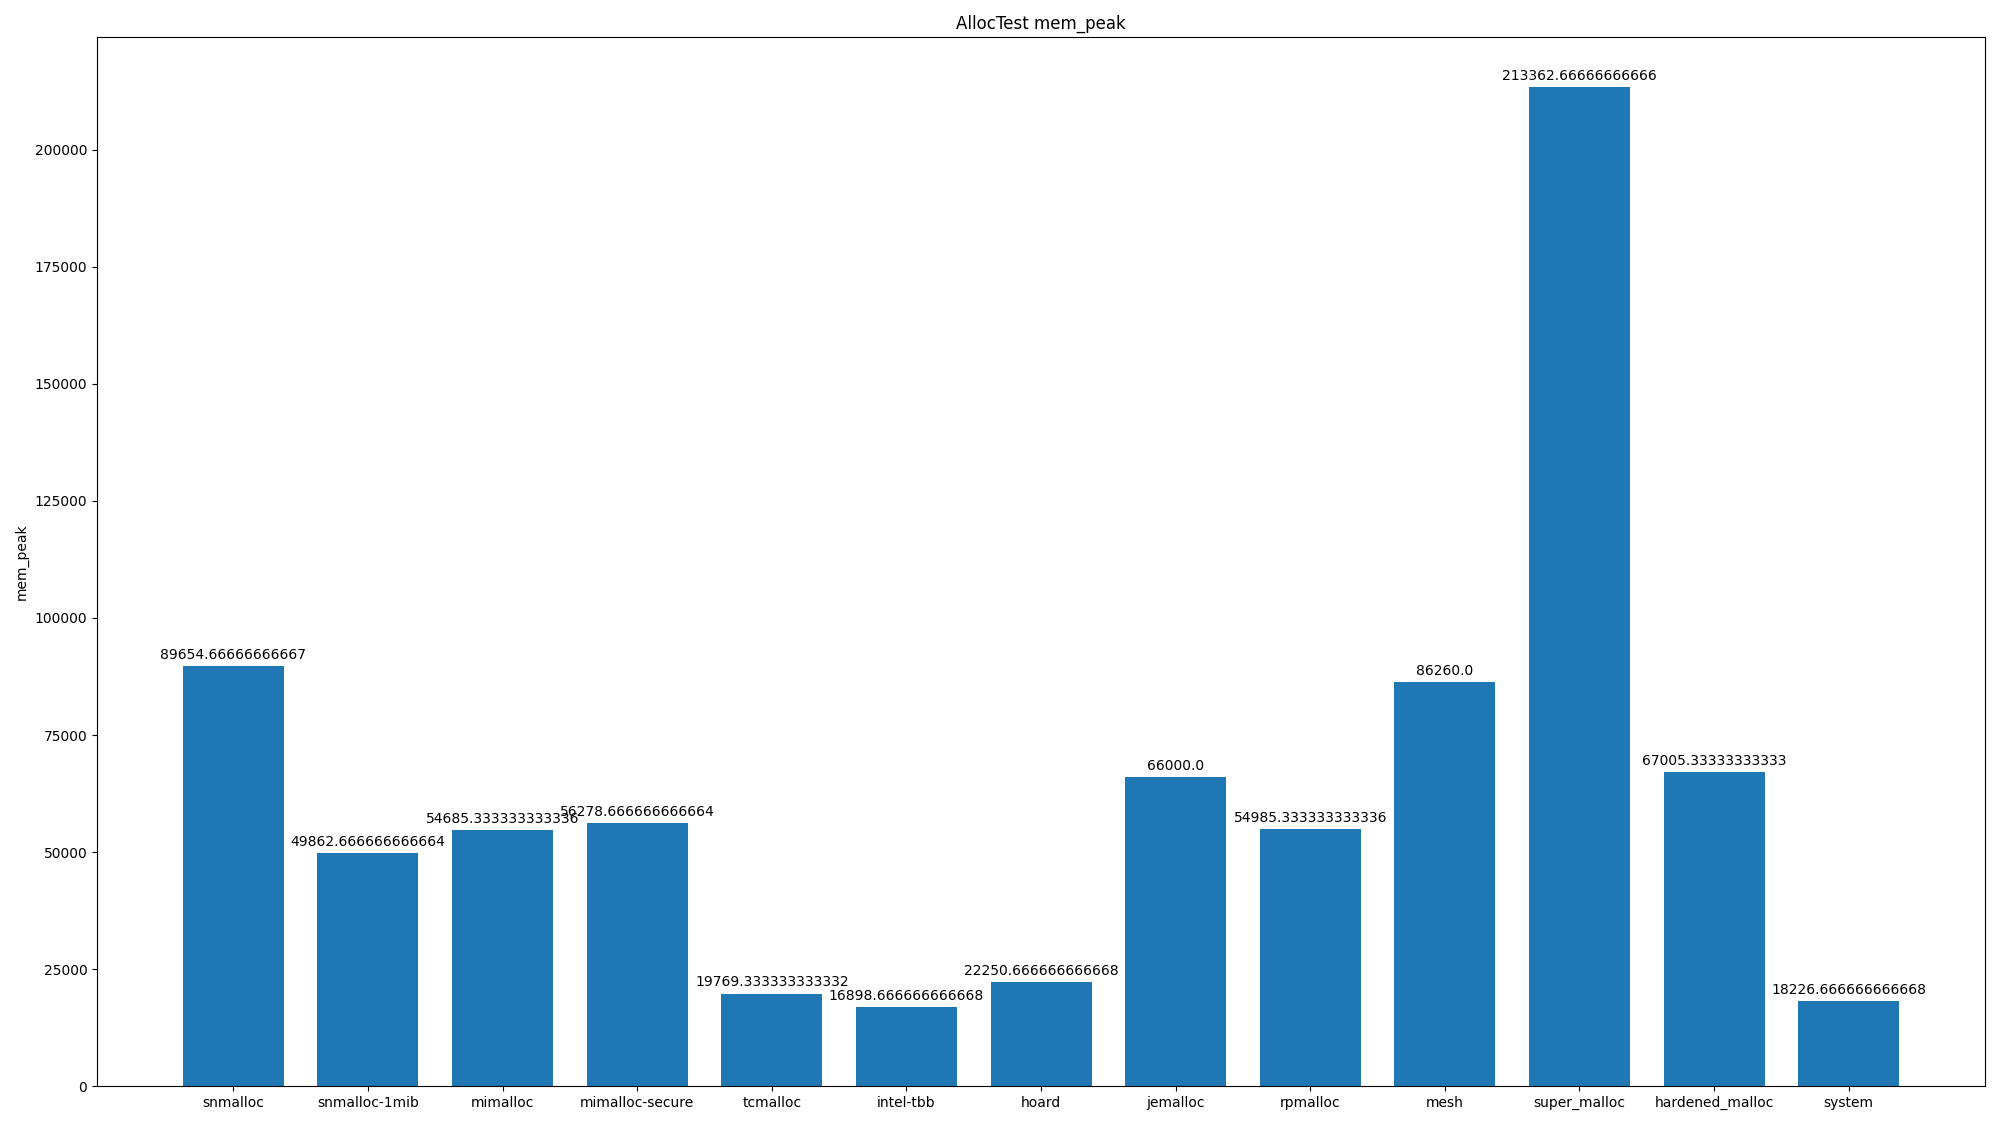 AllocTest mem_peak
213362.66666666666
200000
175000
150000
125000
mem_peak
100000
89654.66666666667
86260.0
75000
66000.0
67005.33333333333
54685.333333333336
56278.666666666664
54985.333333333336
49862.666666666664
50000
25000
19769.333333333332
16898.666666666668
22250.666666666668
18226.666666666668
0
snmalloc
snmalloc-1mib
mimalloc
mimalloc-secure
tcmalloc
intel-tbb
hoard
jemalloc
rpmalloc
mesh
super_malloc
hardened_malloc
system